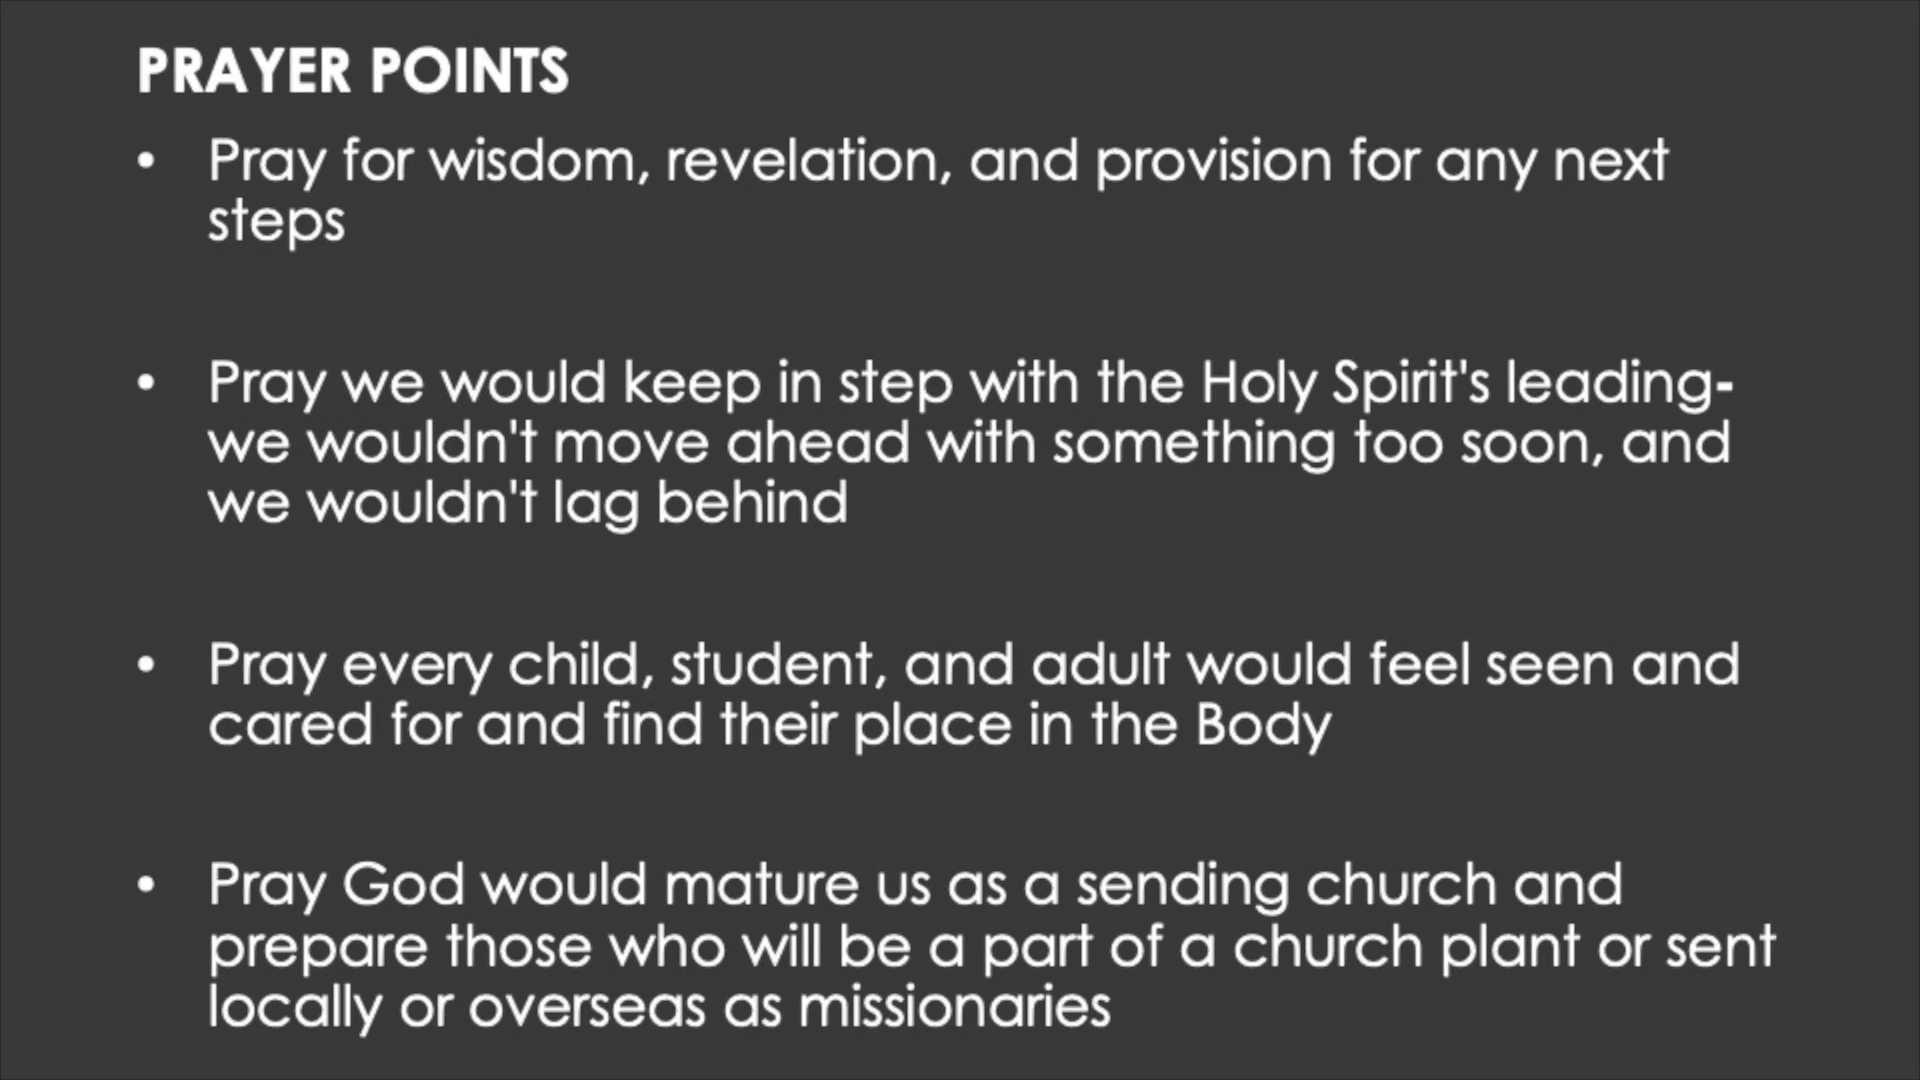 PRAYER POINTS
• Pray for wisdom, revelation, and provision for any next
steps
• Pray we would keep in step with the Holy Spirit's leading-
we wouldn't move ahead with something too soon, and
we wouldn't lag behind
• Pray every child, student, and adult would feel seen and
cared for and find their place in the Body
• Pray God would mature us as a sending church and
prepare those who will be a part of a church plant or sent
locally or overseas as missionaries